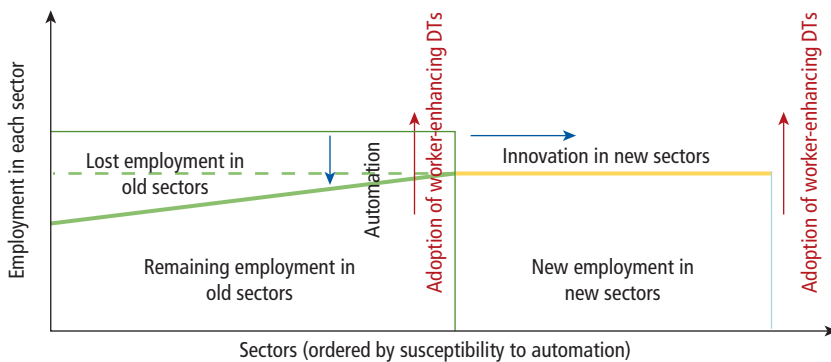 Employment in each sector
Lost employment in
old sectors
Automation
Adoption of worker-enhancing DTs
Innovation in new sectors
Adoption of worker-enhancing DTs
Remaining employment in
old sectors
New employment in
new sectors
Sectors (ordered by susceptibility to automation)